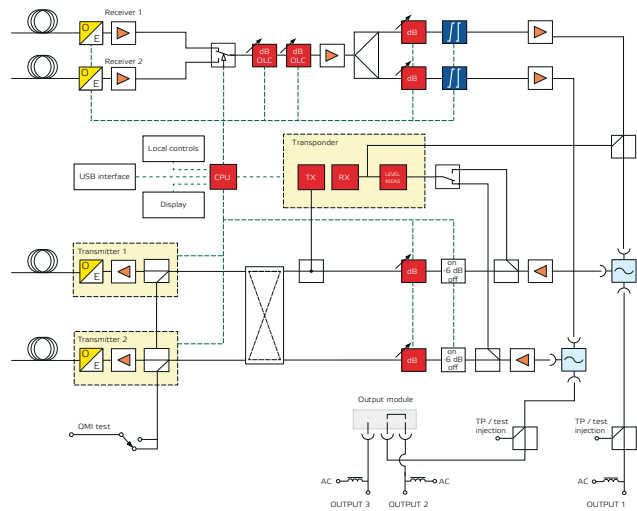 Receiver 1
O
E
Receiver 2
O
E
dB
OLC
dB
OLC
dB
dB
Local controls
USB interface
CPU
Display
Transponder
TX
RX
LEVEL
MEAS.
Transmitter 1
O
E
dB
on
-6 dB
off
Transmitter 2
O
E
dB
on
-6 dB
off
OMI test
Output module
TP / test
injection
TP / test
injection
AC
AC
AC
OUTPUT 3
OUTPUT 2
OUTPUT 1